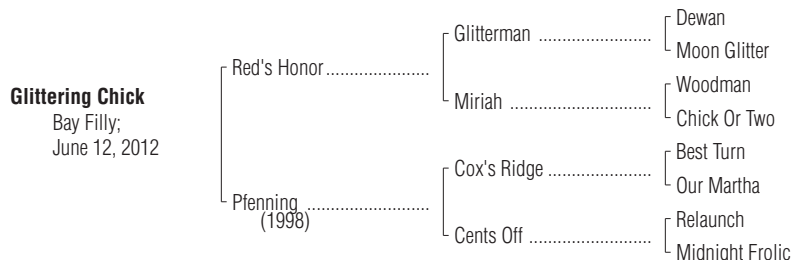 Glittering Chick
Bay Filly;
June 12, 2012
Red's Honor.....................
Pfenning .........................
(1998)
Glitterman .........................
Miriah ................................
Cox's Ridge .......................
Cents Off ...........................
Dewan
Moon Glitter
Woodman
Chick Or Two
Best Turn
Our Martha
Relaunch
Midnight Frolic